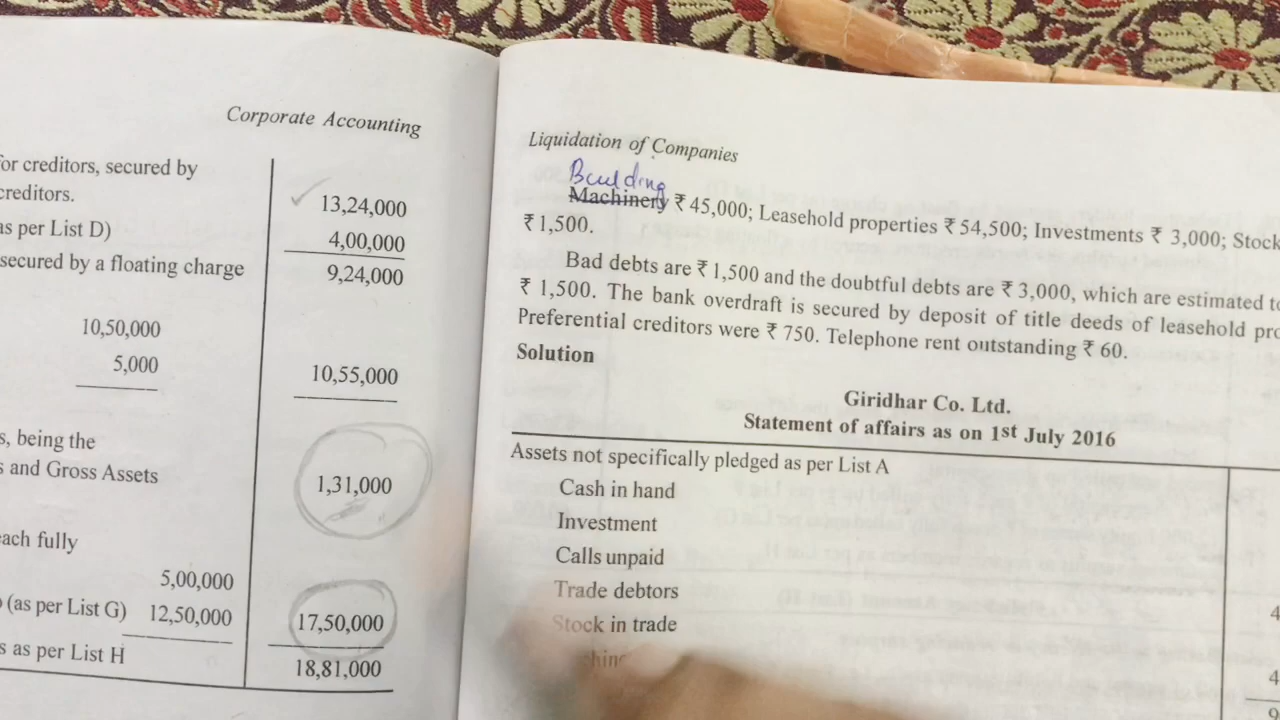 Corporate Accounting
for creditors, secured by
creditors.
13,24,000
as per List D)
4,00,000
secured by a floating charge
9,24,000
10,50,000
5,000
10,55,000
s, being the
s and Gross Assets
1,31,000
each fully
5,00,000
(as per List G) 12,50,000
17,50,000
s as per List H
18,81,000
Liquidation of Companies
Building
Machinery ₹ 45,000; Leasehold properties ₹ 54,500; Investments ₹ 3,000; Stock
₹ 1,500.
Bad debts are ₹ 1,500 and the doubtful debts are ₹ 3,000, which are estimated to
₹ 1,500. The bank overdraft is secured by deposit of title deeds of leasehold pro
Preferential creditors were ₹ 750. Telephone rent outstanding ₹ 60.
Solution
Giridhar Co. Ltd.
Statement of affairs as on 1st July 2016
Assets not specifically pledged as per List A
Cash in hand
Investment
Calls unpaid
Trade debtors
4
Stock in trade
4
9